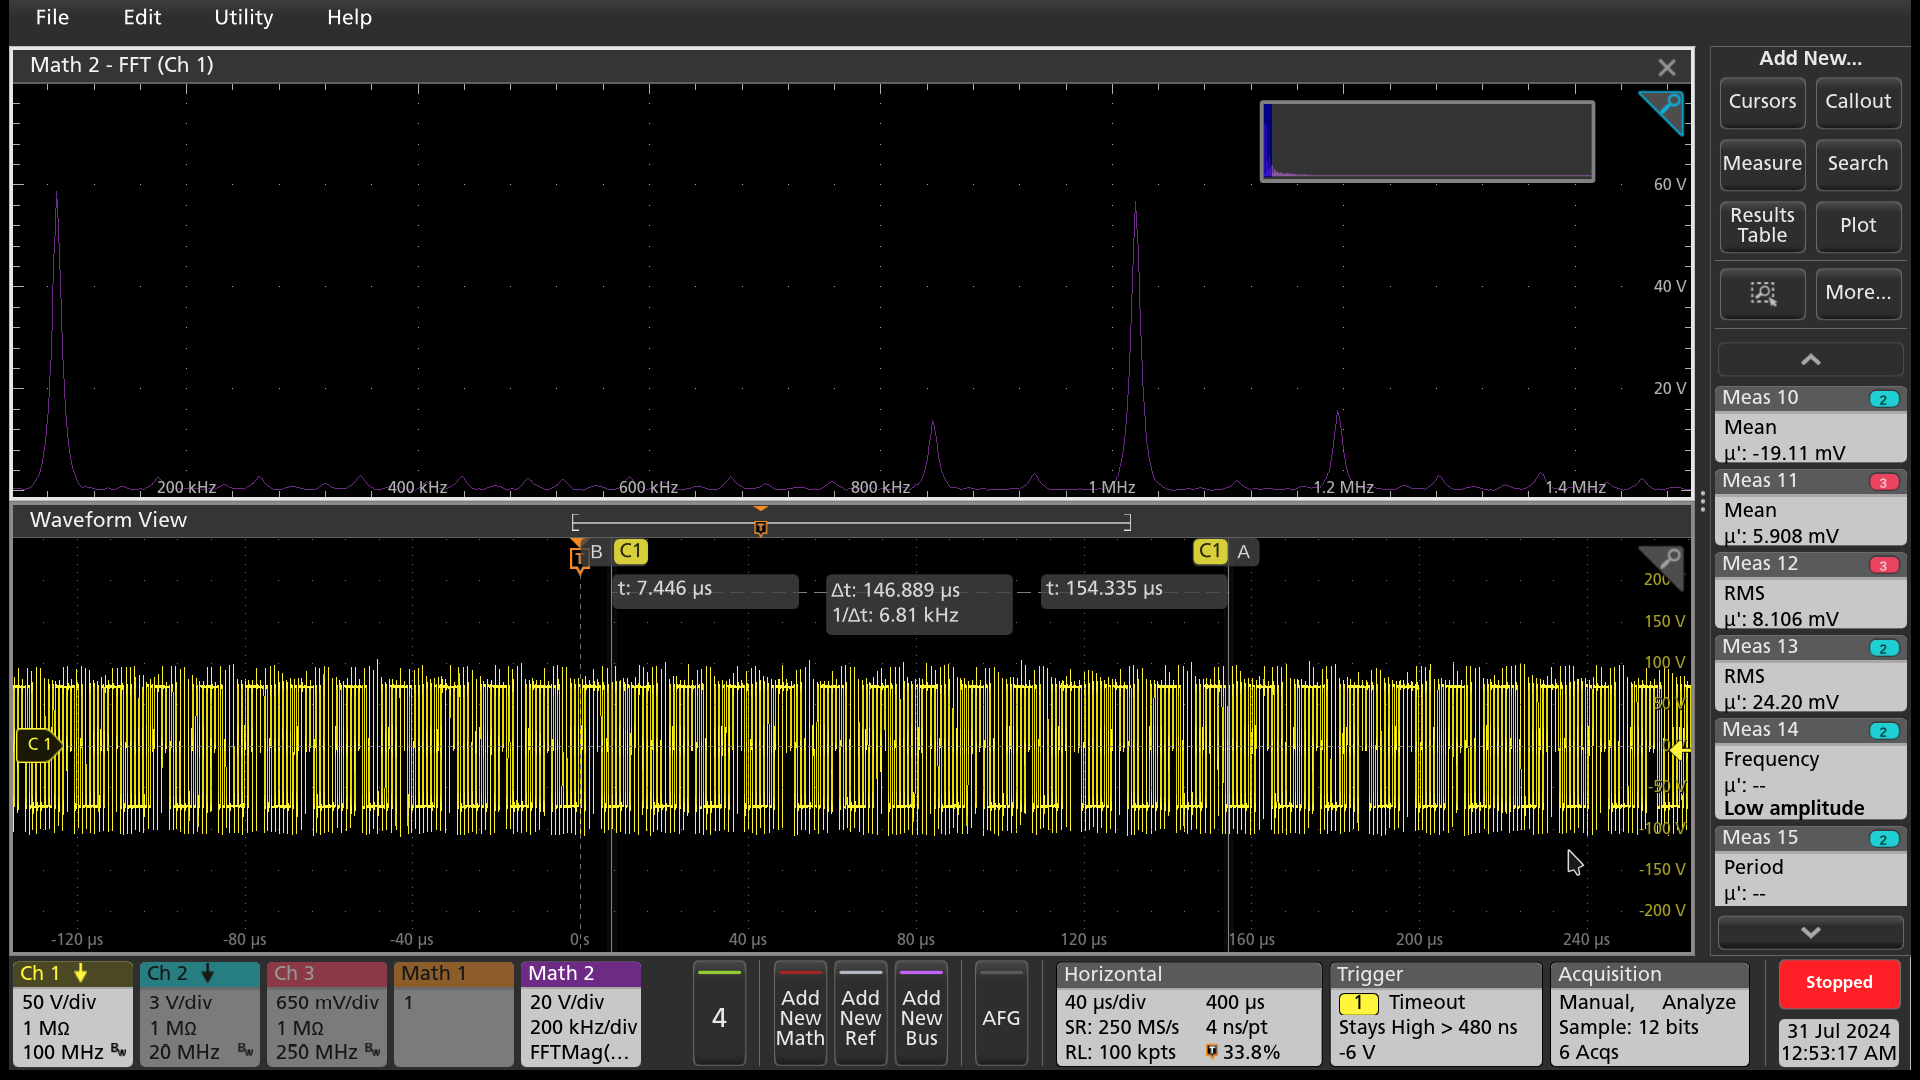 File Edit Utility Help
Math 2 - FFT (Ch 1)
60 V
40 V
20 V
200 kHz 400 kHz 600 kHz 800 kHz 1 MHz 1.2 MHz 1.4 MHz
Waveform View
T
T B C1 C1 A
t: 7.446 µs Δt: 146.889 µs t: 154.335 µs
1/Δt: 6.81 kHz
150 V
100 V
C 1
-50 V
-100 V
-150 V
-200 V
-120 µs -80 µs -40 µs 0 s 40 µs 80 µs 120 µs 160 µs 200 µs 240 µs
Add New...
Cursors Callout
Measure Search
Results Table Plot
More...
Meas 10 2
Mean
µ': -19.11 mV
Meas 11 3
Mean
µ': 5.908 mV
Meas 12 3
RMS
µ': 8.106 mV
Meas 13 2
RMS
µ': 24.20 mV
Meas 14 2
Frequency
µ': --
Low amplitude
Meas 15 2
Period
µ': --
Ch 1
50 V/div
1 MΩ
100 MHz Bw
Ch 2
3 V/div
1 MΩ
20 MHz Bw
Ch 3
650 mV/div
1 MΩ
250 MHz Bw
Math 1
1
Math 2
20 V/div
200 kHz/div
FFTMag(...
4
Add New Math
Add New Ref
Add New Bus
AFG
Horizontal
40 µs/div 400 µs
SR: 250 MS/s 4 ns/pt
RL: 100 kpts T 33.8%
Trigger
1 Timeout
Stays High > 480 ns
-6 V
Acquisition
Manual, Analyze
Sample: 12 bits
6 Acqs
Stopped
31 Jul 2024
12:53:17 AM